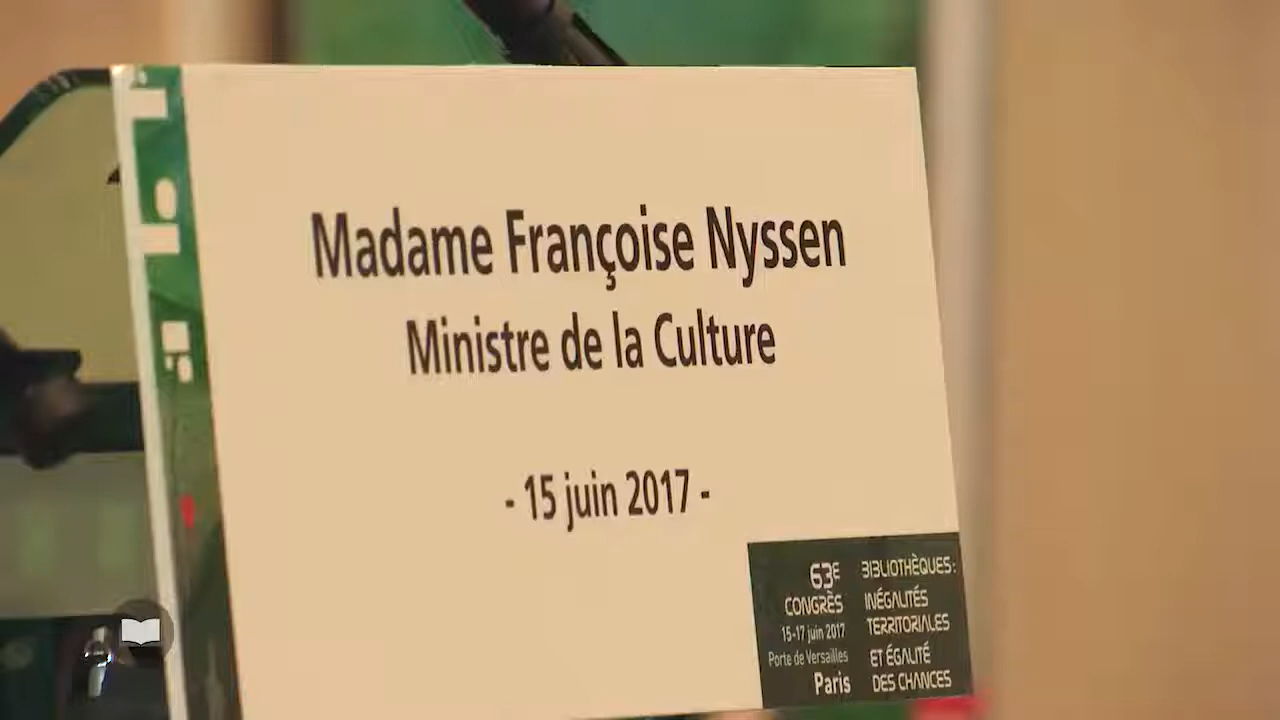 Madame Françoise Nyssen
Ministre de la Culture
- 15 juin 2017 -
63E
CONGRÈS
15-17 juin 2017
Porte de Versailles
Paris
BIBLIOTHÈQUES :
INÉGALITÉS
TERRITORIALES
ET ÉGALITÉ
DES CHANCES